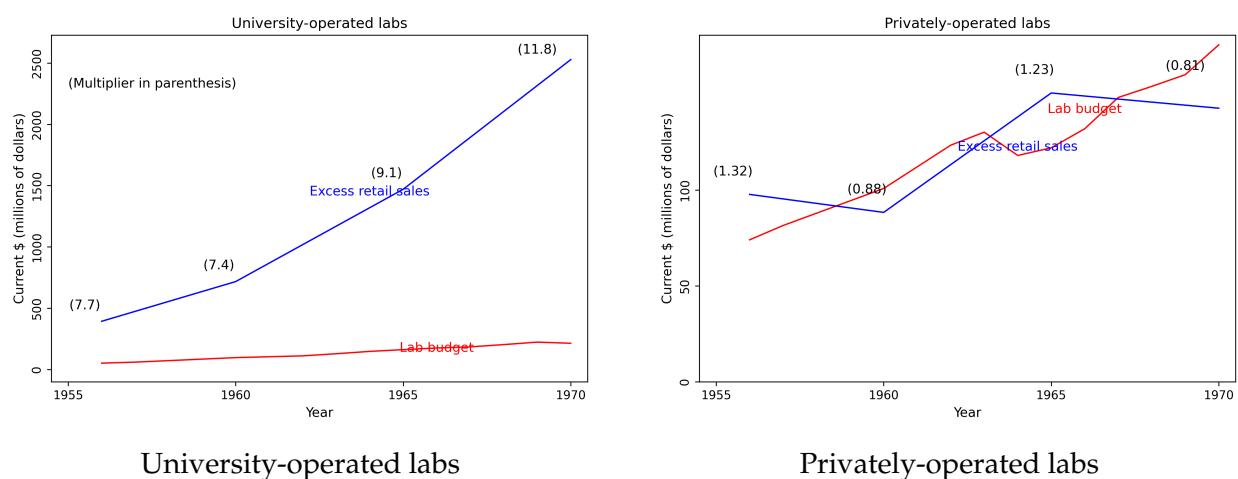 University-operated labs
(Multiplier in parenthesis)
Current $ (millions of dollars)
2500
2000
1500
1000
500
0
(11.8)
(9.1)
Excess retail sales
(7.4)
(7.7)
Lab budget
1955
1960
1965
1970
Year
University-operated labs
Privately-operated labs
Current $ (millions of dollars)
100
50
0
(1.23)
(0.81)
Lab budget
Excess retail sales
(1.32)
(0.88)
1955
1960
1965
1970
Year
Privately-operated labs